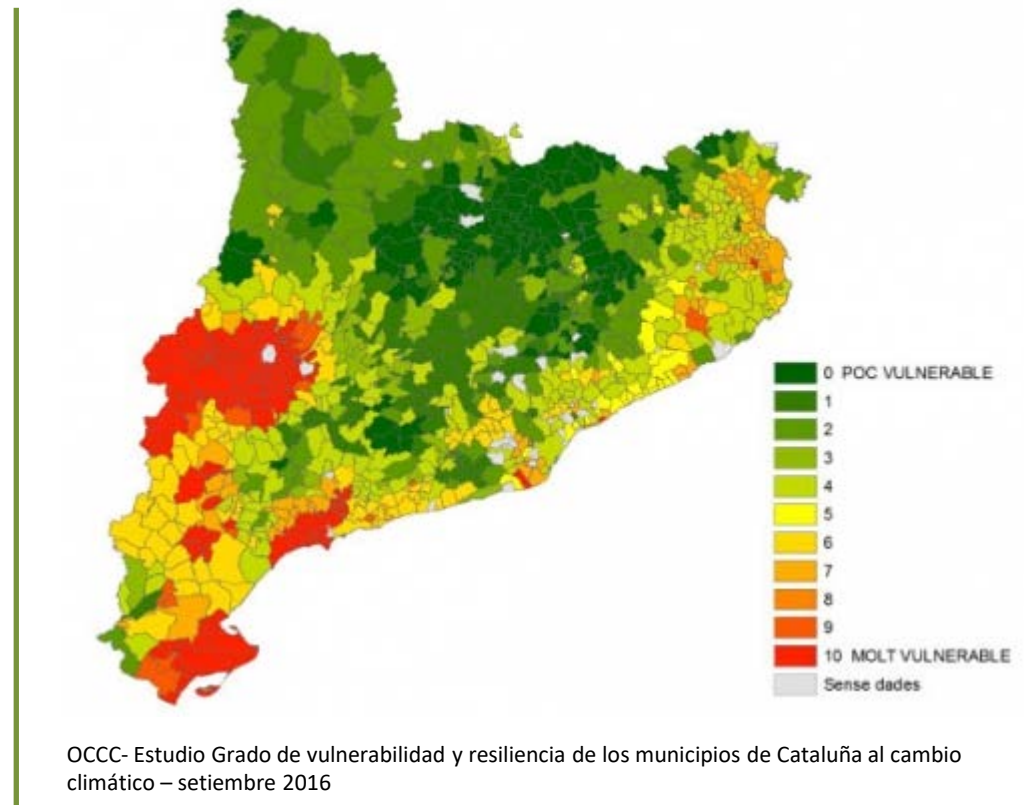 0 POC VULNERABLE
1
2
3
4
5
6
7
8
9
10 MOLT VULNERABLE
Sense dades
OCCC- Estudio Grado de vulnerabilidad y resiliencia de los municipios de Cataluña al cambio
climático – setiembre 2016